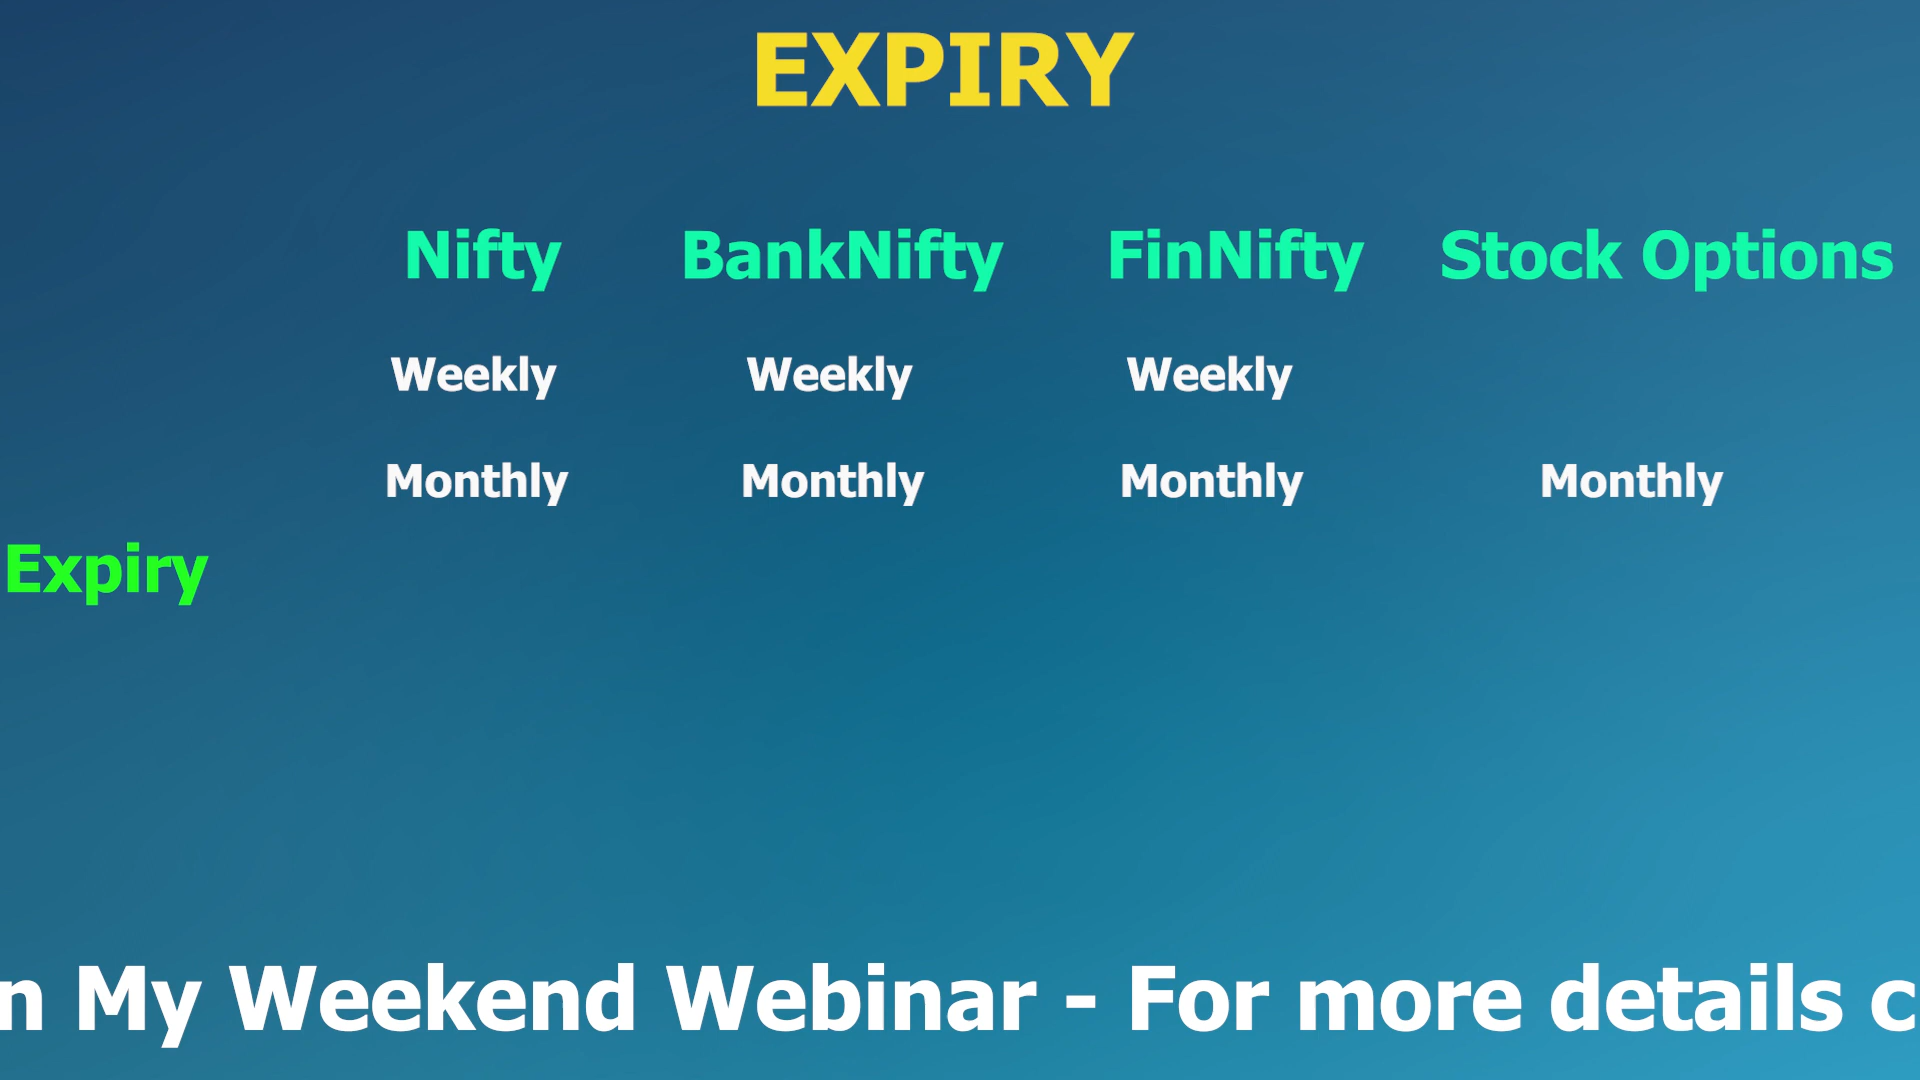 EXPIRY
Nifty BankNifty FinNifty Stock Options
Weekly Weekly Weekly
Monthly Monthly Monthly Monthly
Expiry
n My Weekend Webinar - For more details c